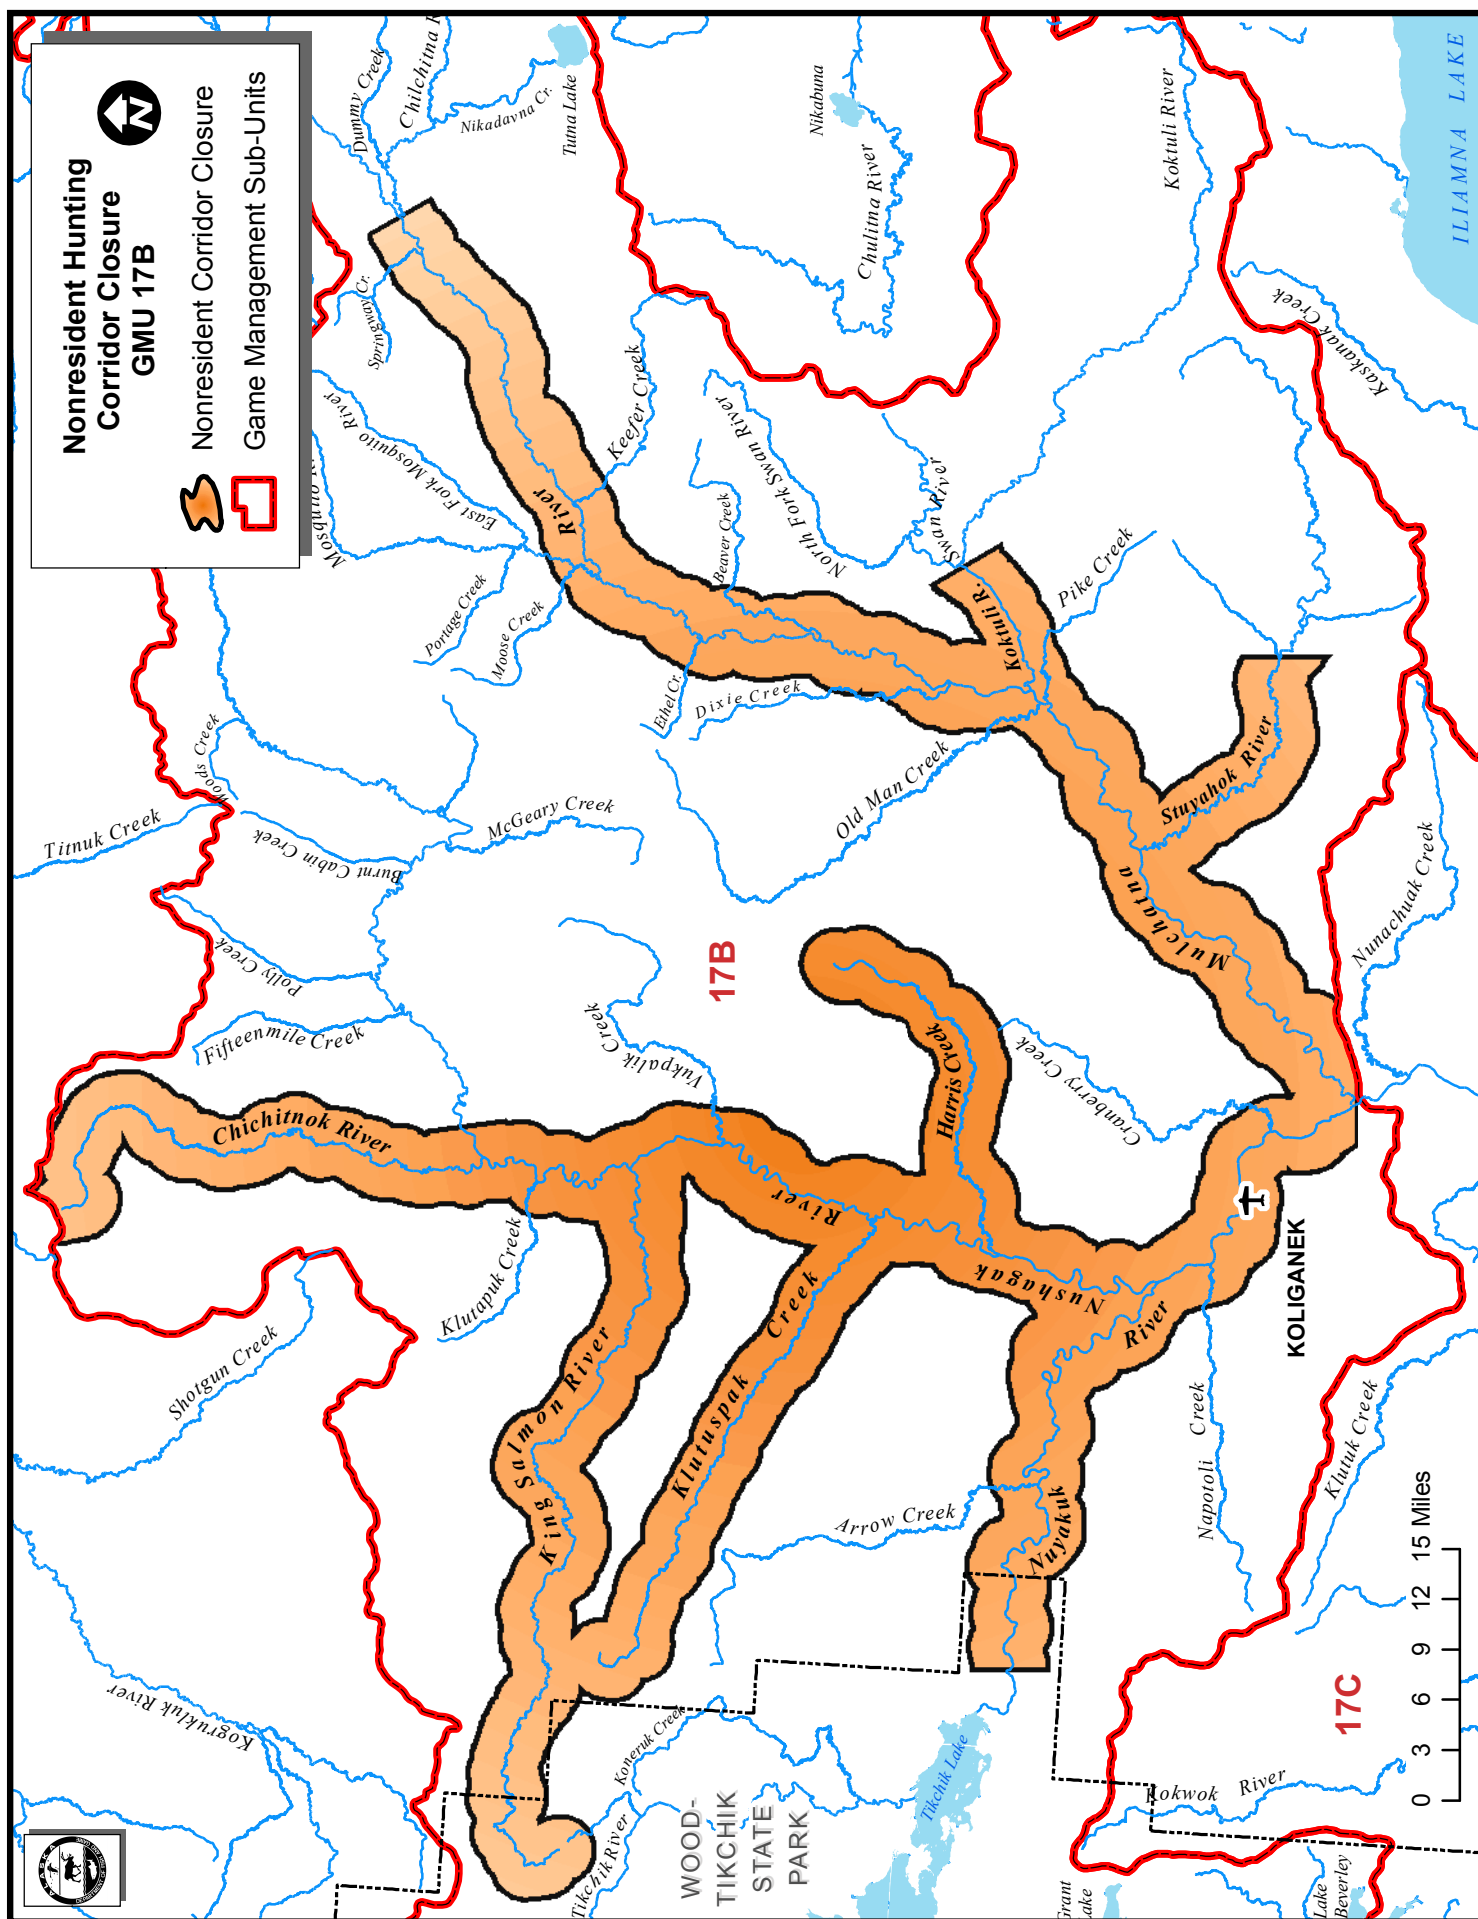 Nonresident Hunting
Corridor Closure
GMU 17B
N
Nonresident Corridor Closure
Game Management Sub-Units
ALASKA
Dummy Creek
Chilchitna R
Nikadavna Cr.
Tutna Lake
Nikabuna
Chulitna River
Koktuli River
ILIAMNA LAKE
Kaskanak Creek
Springway Cr.
Mosquito R
East Fork Mosquito River
Keefer Creek
River
Portage Creek
Moose Creek
Beaver Creek
North Fork Swan River
Swan River
Ethel Cr.
Dixie Creek
Koktuli R.
Pike Creek
Old Man Creek
Stuyahok River
Mulchatna
Nunachuak Creek
Titnuk Creek
Woods Creek
Burnt Cabin Creek
McGeary Creek
Polly Creek
Fifteenmile Creek
Vukpalik Creek
17B
Harris Creek
Cranberry Creek
Chichitnok River
River
Nushagak
KOLIGANEK
Klutapuk Creek
Shotgun Creek
King Salmon River
Klutuspak Creek
River
Nuyakuk
Arrow Creek
Napotoli Creek
Klutuk Creek
Kogrukluk River
Koneruk Creek
Tikchik River
WOOD-
TIKCHIK
STATE
PARK
Tikchik Lake
17C
Kokwok River
Grant
Lake
Lake
Beverley
0 3 6 9 12 15 Miles